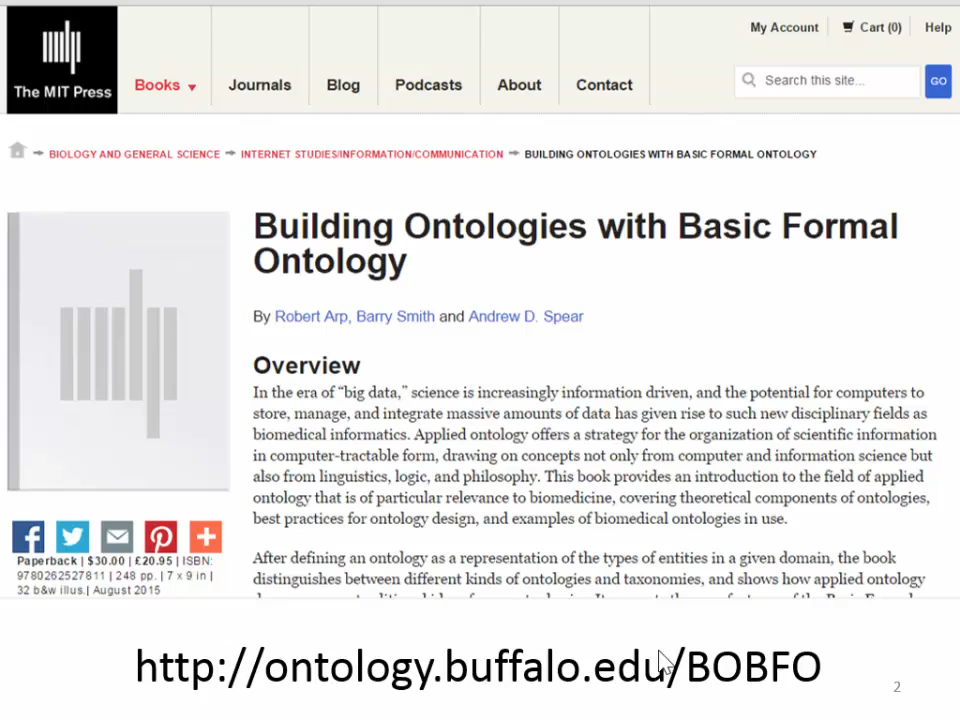 The MIT Press
Books
Journals
Blog
Podcasts
About
Contact
My Account
Cart (0)
Help
Search this site...
GO
BIOLOGY AND GENERAL SCIENCE
INTERNET STUDIES/INFORMATION/COMMUNICATION
BUILDING ONTOLOGIES WITH BASIC FORMAL ONTOLOGY
Building Ontologies with Basic Formal
Ontology
By Robert Arp, Barry Smith and Andrew D. Spear
Overview
In the era of “big data,” science is increasingly information driven, and the potential for computers to
store, manage, and integrate massive amounts of data has given rise to such new disciplinary fields as
biomedical informatics. Applied ontology offers a strategy for the organization of scientific information
in computer-tractable form, drawing on concepts not only from computer and information science but
also from linguistics, logic, and philosophy. This book provides an introduction to the field of applied
ontology that is of particular relevance to biomedicine, covering theoretical components of ontologies,
best practices for ontology design, and examples of biomedical ontologies in use.
After defining an ontology as a representation of the types of entities in a given domain, the book
distinguishes between different kinds of ontologies and taxonomies, and shows how applied ontology
Paperback | $30.00 | £20.95 | ISBN:
9780262527811 | 248 pp. | 7 x 9 in |
32 b&w illus.| August 2015
http://ontology.buffalo.edu/BOBFO
2